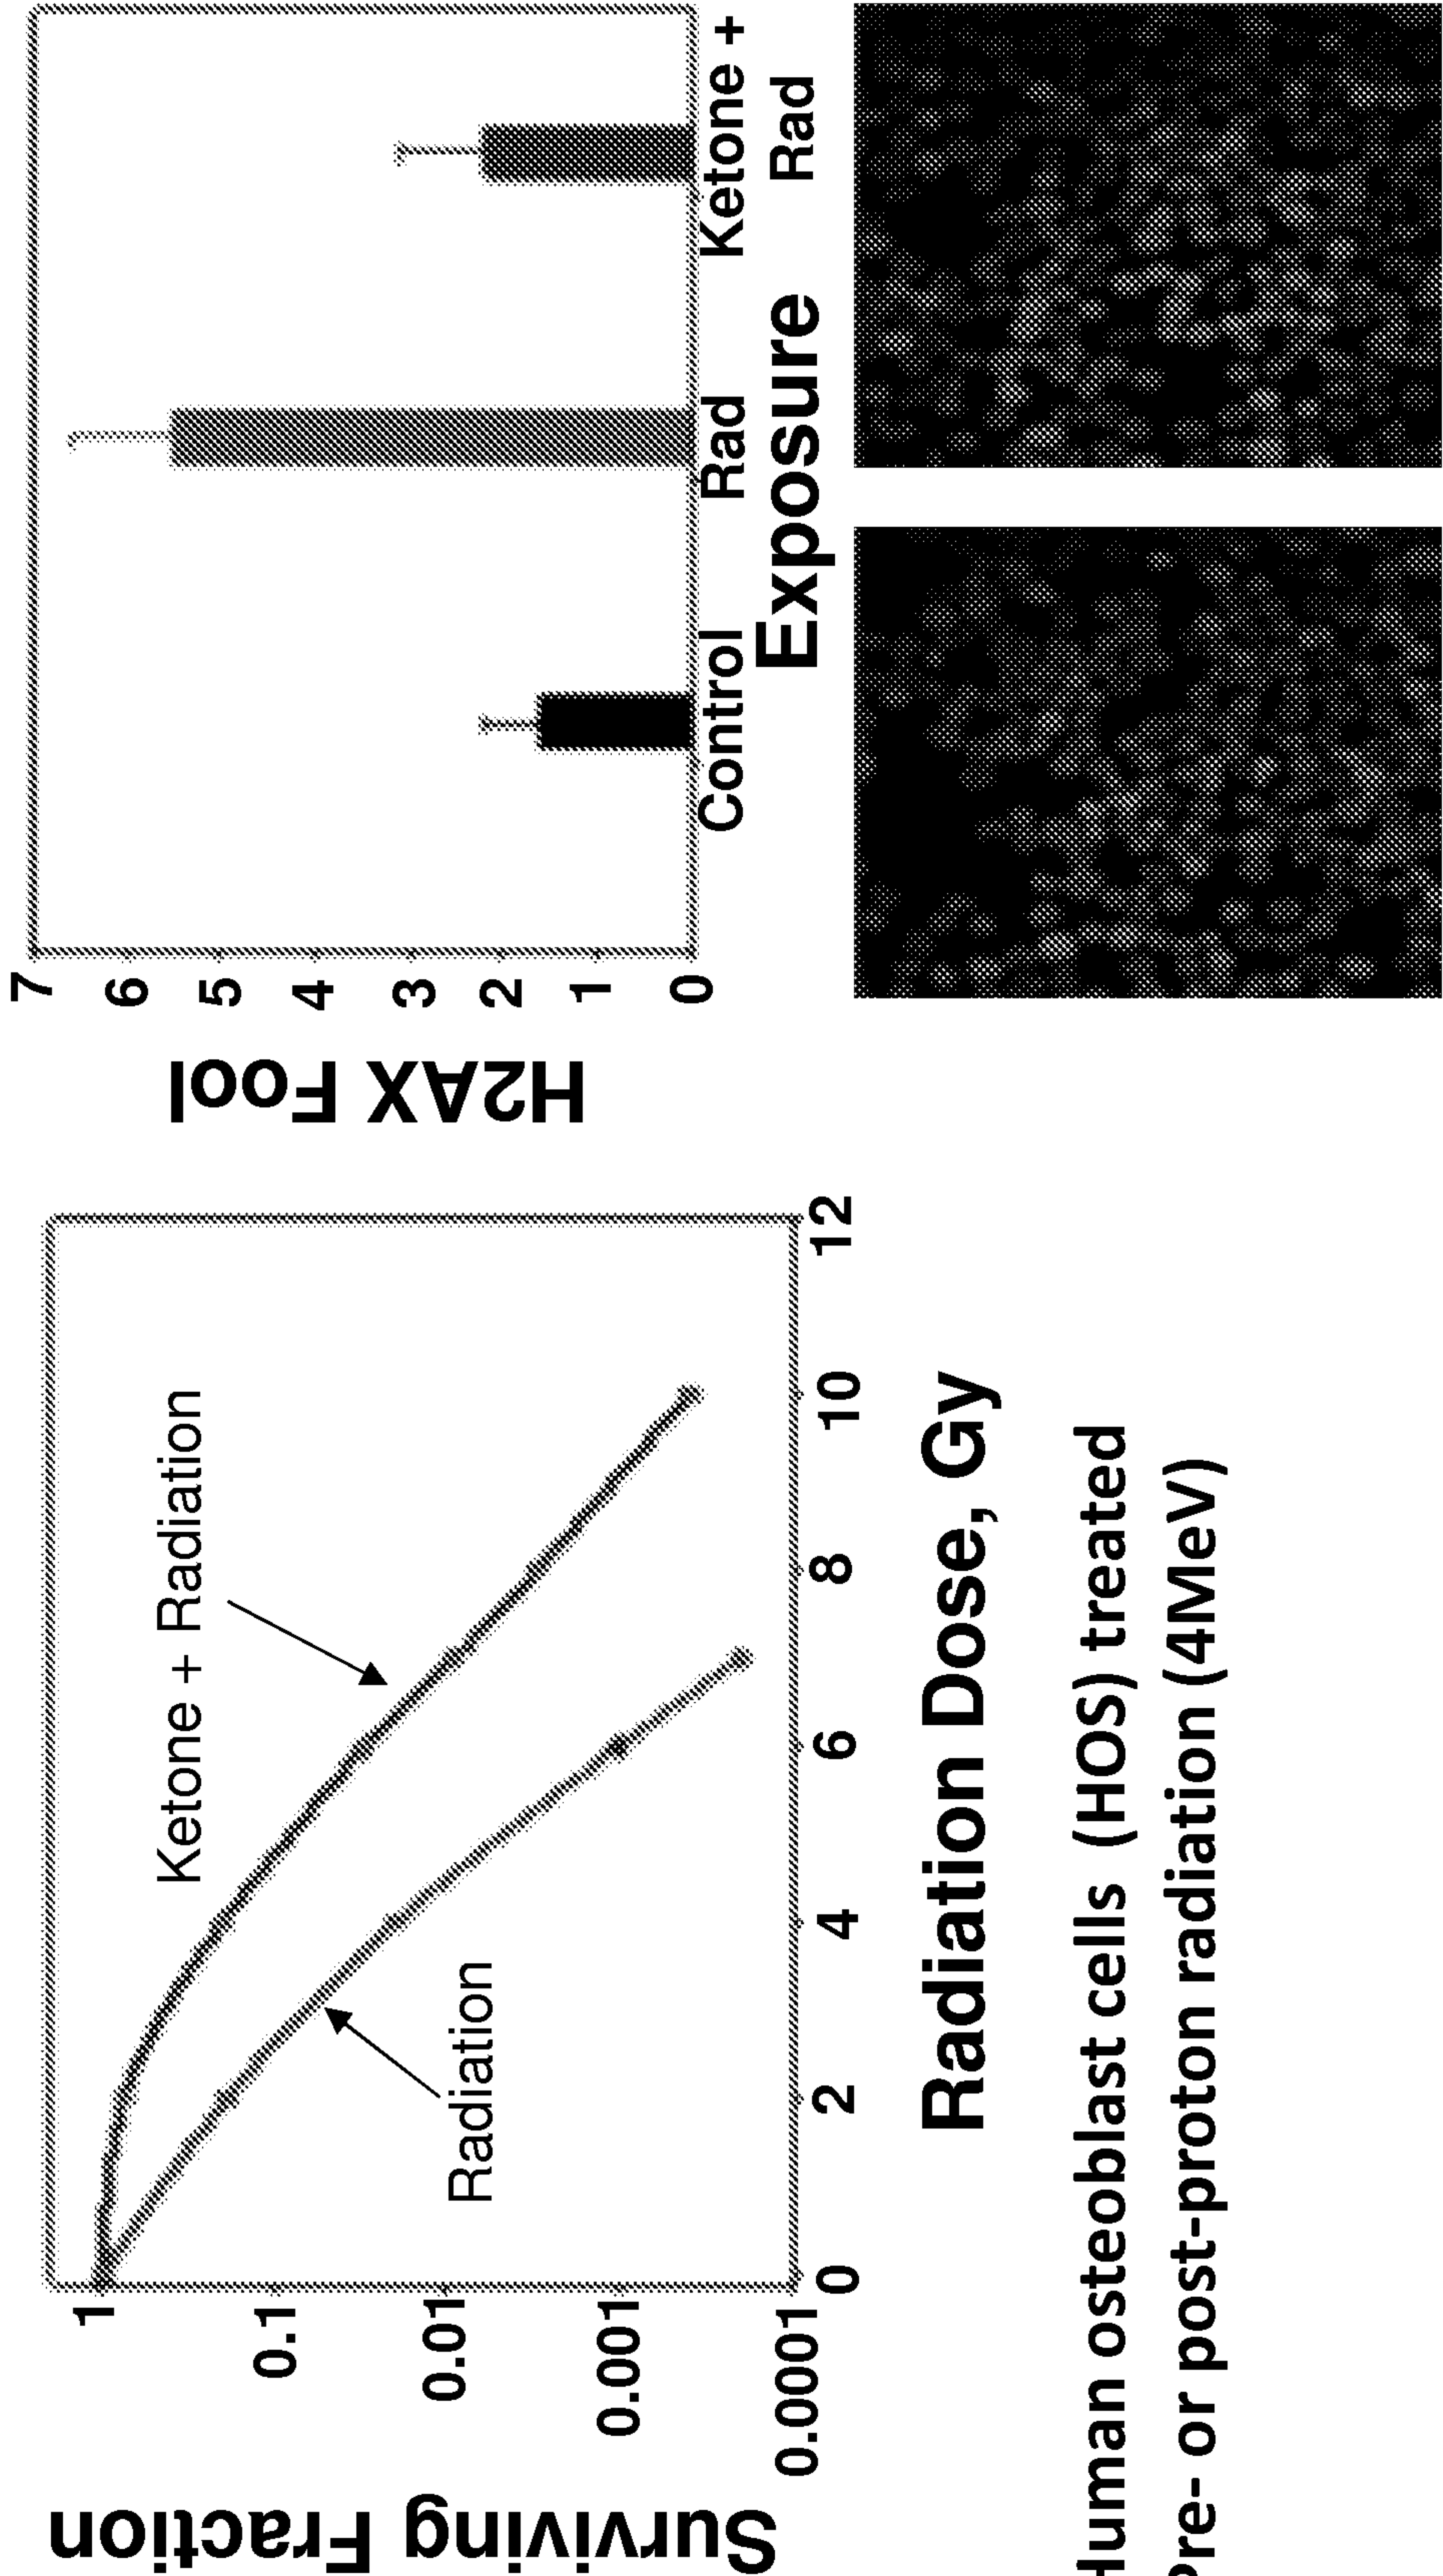 Surviving Fraction
1
0.1
0.01
0.001
0.0001
Ketone + Radiation
Radiation
0
2
4
6
8
10
12
Radiation Dose, Gy
Human osteoblast cells (HOS) treated
Pre- or post-proton radiation (4MeV)
H2AX Fool
7
6
5
4
3
2
1
0
Control
Rad
Ketone +
Rad
Exposure